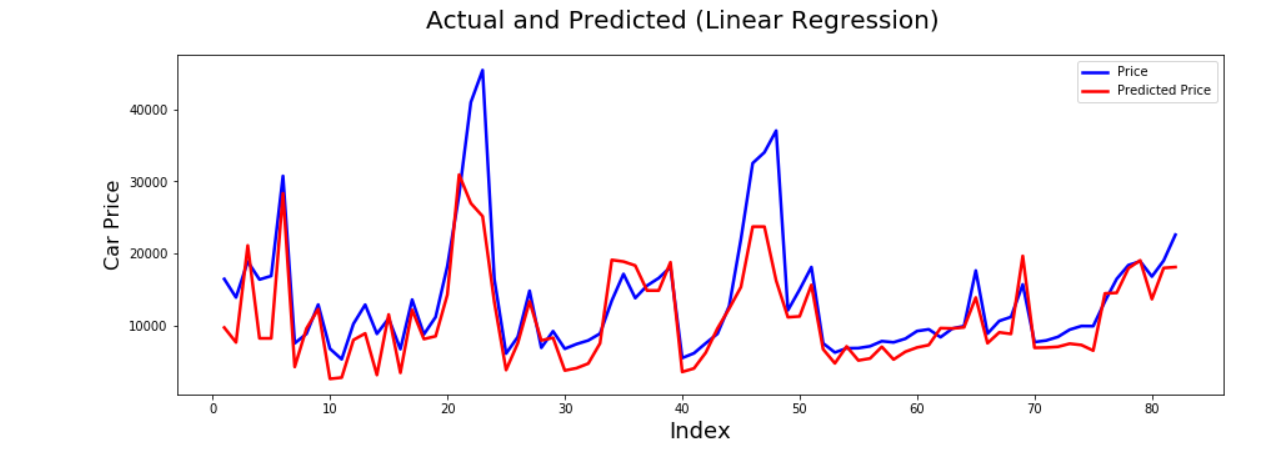 Actual and Predicted (Linear Regression)
Price
Predicted Price
Car Price
40000
30000
20000
10000
0 10 20 30 40 50 60 70 80
Index